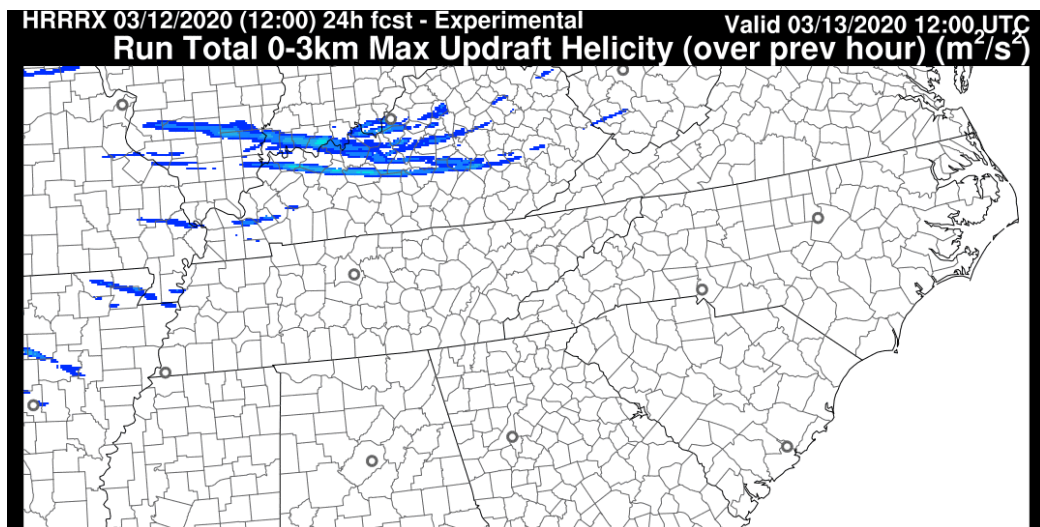 HRRRX 03/12/2020 (12:00) 24h fcst - Experimental Valid 03/13/2020 12:00 UTC
Run Total 0-3km Max Updraft Helicity (over prev hour) (m²/s²)